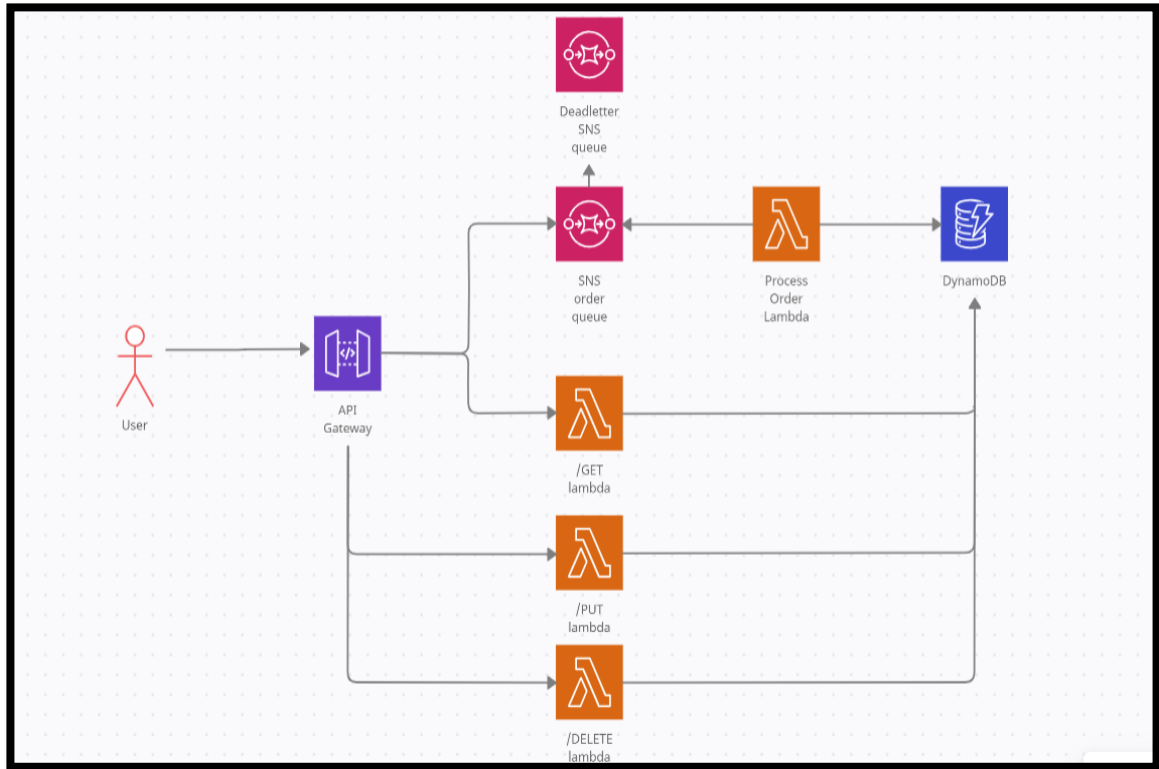 Deadletter
SNS
queue
SNS
order
queue
Process
Order
Lambda
DynamoDB
User
API
Gateway
/GET
lambda
/PUT
lambda
/DELETE
lambda